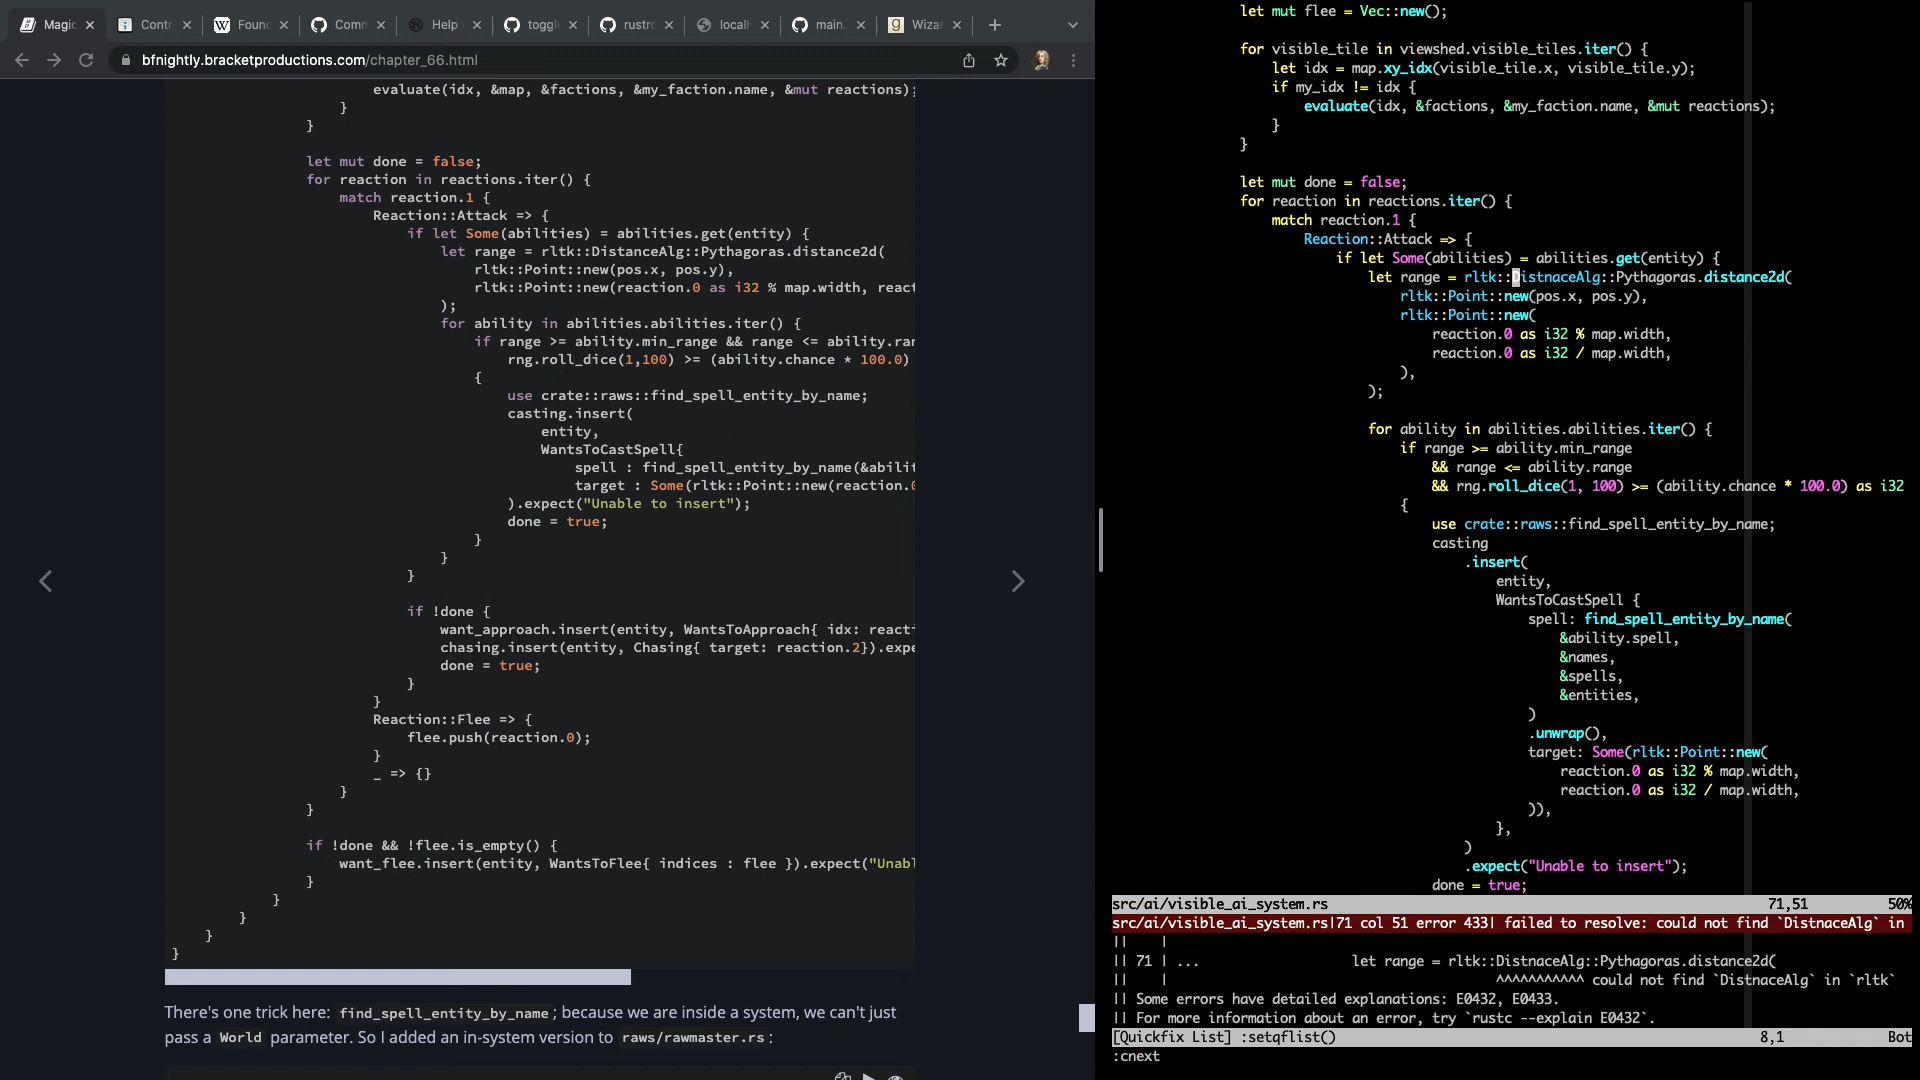 Magic
Contr
Found
Comm
Help
toggl
rustro
localh
main.
Wizar
bfnightly.bracketproductions.com/chapter_66.html
evaluate(idx, &map, &factions, &my_faction.name, &mut reactions);
}
}
let mut done = false;
for reaction in reactions.iter() {
match reaction.1 {
Reaction::Attack => {
if let Some(abilities) = abilities.get(entity) {
let range = rltk::DistanceAlg::Pythagoras.distance2d(
rltk::Point::new(pos.x, pos.y),
rltk::Point::new(reaction.0 as i32 % map.width, react
);
for ability in abilities.abilities.iter() {
if range >= ability.min_range && range <= ability.ran
rng.roll_dice(1,100) >= (ability.chance * 100.0)
{
use crate::raws::find_spell_entity_by_name;
casting.insert(
entity,
WantsToCastSpell{
spell : find_spell_entity_by_name(&abilit
target : Some(rltk::Point::new(reaction.0
).expect("Unable to insert");
done = true;
}
}
}
if !done {
want_approach.insert(entity, WantsToApproach{ idx: reacti
chasing.insert(entity, Chasing{ target: reaction.2}).expe
done = true;
}
}
Reaction::Flee => {
flee.push(reaction.0);
}
_ => {}
}
}
if !done && !flee.is_empty() {
want_flee.insert(entity, WantsToFlee{ indices : flee }).expect("Unabl
}
}
}
}
}
There's one trick here: find_spell_entity_by_name; because we are inside a system, we can't just
pass a World parameter. So I added an in-system version to raws/rawmaster.rs:
let mut flee = Vec::new();
for visible_tile in viewshed.visible_tiles.iter() {
let idx = map.xy_idx(visible_tile.x, visible_tile.y);
if my_idx != idx {
evaluate(idx, &factions, &my_faction.name, &mut reactions);
}
}
let mut done = false;
for reaction in reactions.iter() {
match reaction.1 {
Reaction::Attack => {
if let Some(abilities) = abilities.get(entity) {
let range = rltk::DistnaceAlg::Pythagoras.distance2d(
rltk::Point::new(pos.x, pos.y),
rltk::Point::new(
reaction.0 as i32 % map.width,
reaction.0 as i32 / map.width,
),
);
for ability in abilities.abilities.iter() {
if range >= ability.min_range
&& range <= ability.range
&& rng.roll_dice(1, 100) >= (ability.chance * 100.0) as i32
{
use crate::raws::find_spell_entity_by_name;
casting
.insert(
entity,
WantsToCastSpell {
spell: find_spell_entity_by_name(
&ability.spell,
&names,
&spells,
&entities,
)
.unwrap(),
target: Some(rltk::Point::new(
reaction.0 as i32 % map.width,
reaction.0 as i32 / map.width,
)),
},
)
.expect("Unable to insert");
done = true;
src/ai/visible_ai_system.rs 71,51 50%
src/ai/visible_ai_system.rs|71 col 51 error 433| failed to resolve: could not find `DistnaceAlg` in
|| |
|| 71 | ... let range = rltk::DistnaceAlg::Pythagoras.distance2d(
|| | ^^^^^^^^^^^ could not find `DistnaceAlg` in `rltk`
|| Some errors have detailed explanations: E0432, E0433.
|| For more information about an error, try `rustc --explain E0432`.
[Quickfix List] :setqflist() 8,1 Bot
:cnext